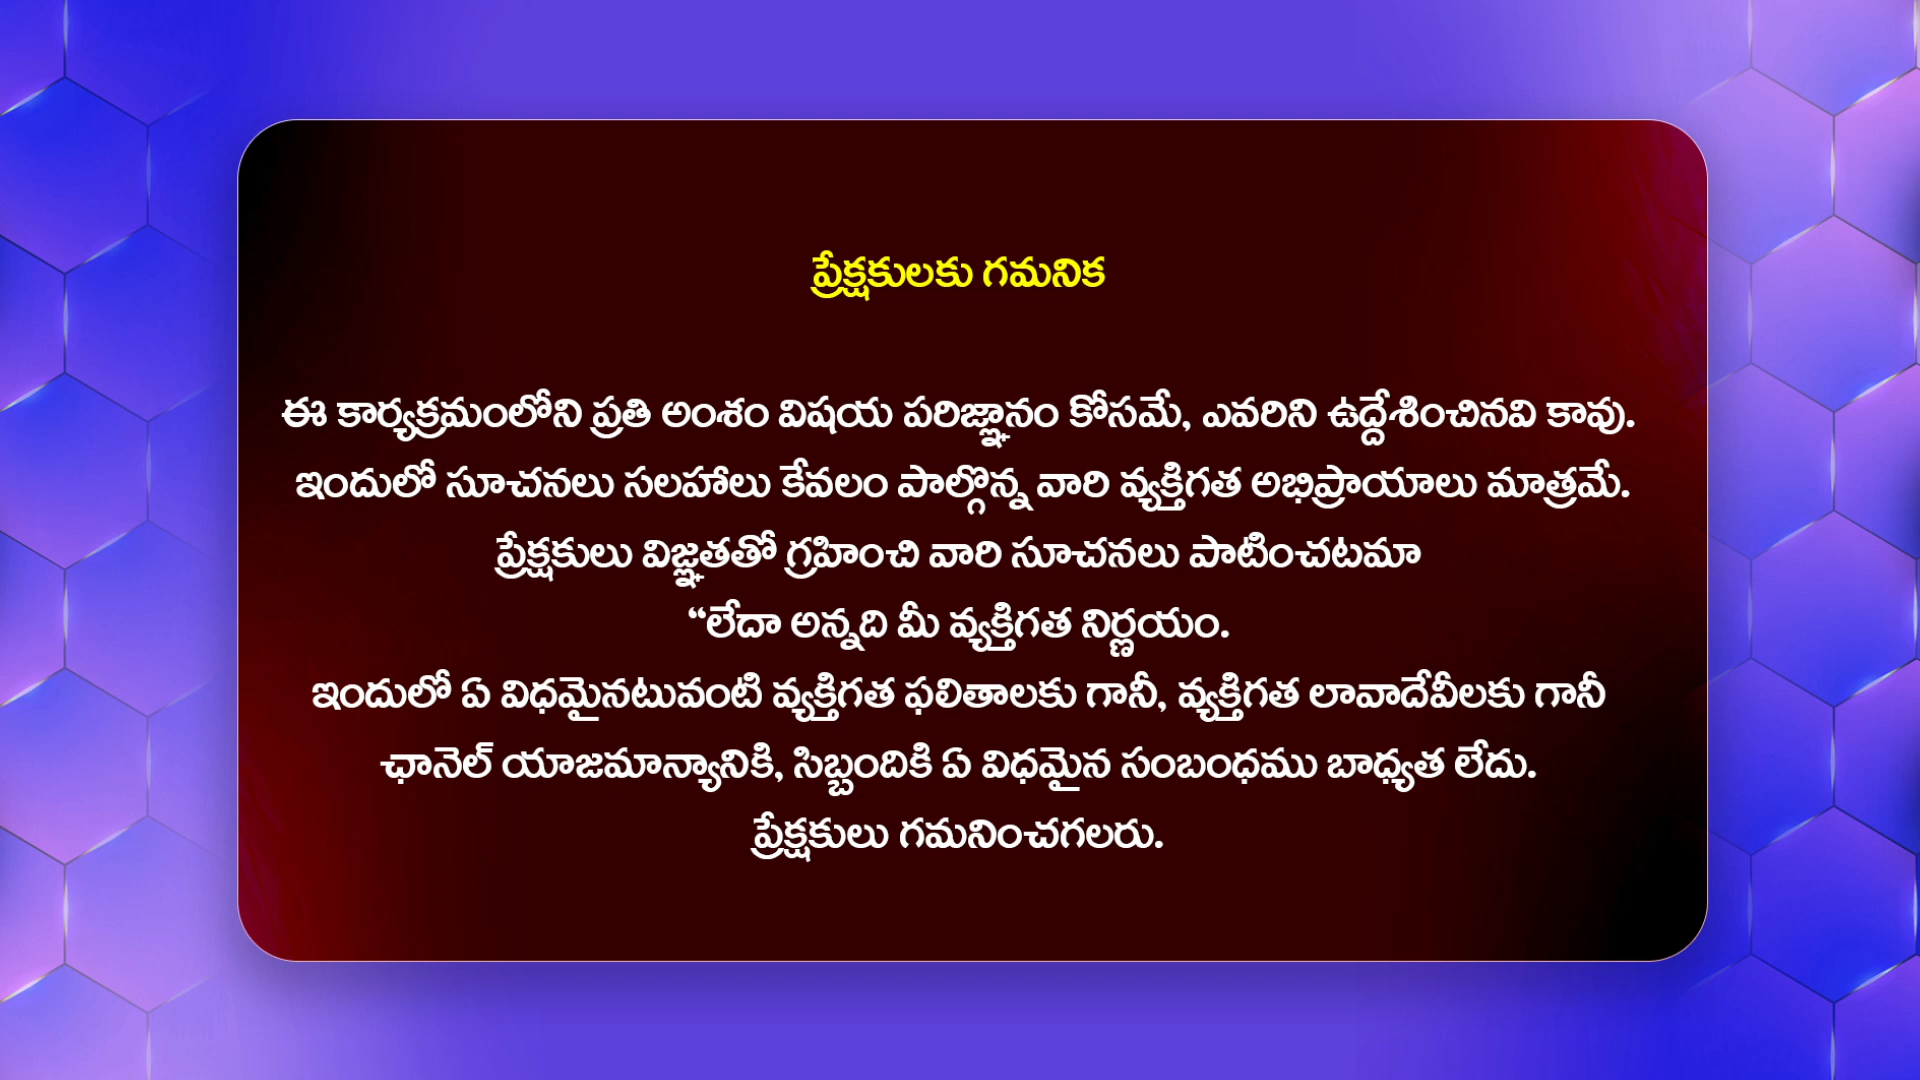 ప్రేక్షకులకు గమనిక
ఈ కార్యక్రమంలోని ప్రతి అంశం విషయ పరిజ్ఞానం కోసమే, ఎవరిని ఉద్దేశించినవి కావు.
ఇందులో సూచనలు సలహాలు కేవలం పాల్గొన్న వారి వ్యక్తిగత అభిప్రాయాలు మాత్రమే.
ప్రేక్షకులు విజ్ఞతతో గ్రహించి వారి సూచనలు పాటించటమా
“లేదా అన్నది మీ వ్యక్తిగత నిర్ణయం.
ఇందులో ఏ విధమైనటువంటి వ్యక్తిగత ఫలితాలకు గానీ, వ్యక్తిగత లావాదేవీలకు గానీ
ఛానెల్ యాజమాన్యానికి, సిబ్బందికి ఏ విధమైన సంబంధము బాధ్యత లేదు.
ప్రేక్షకులు గమనించగలరు.